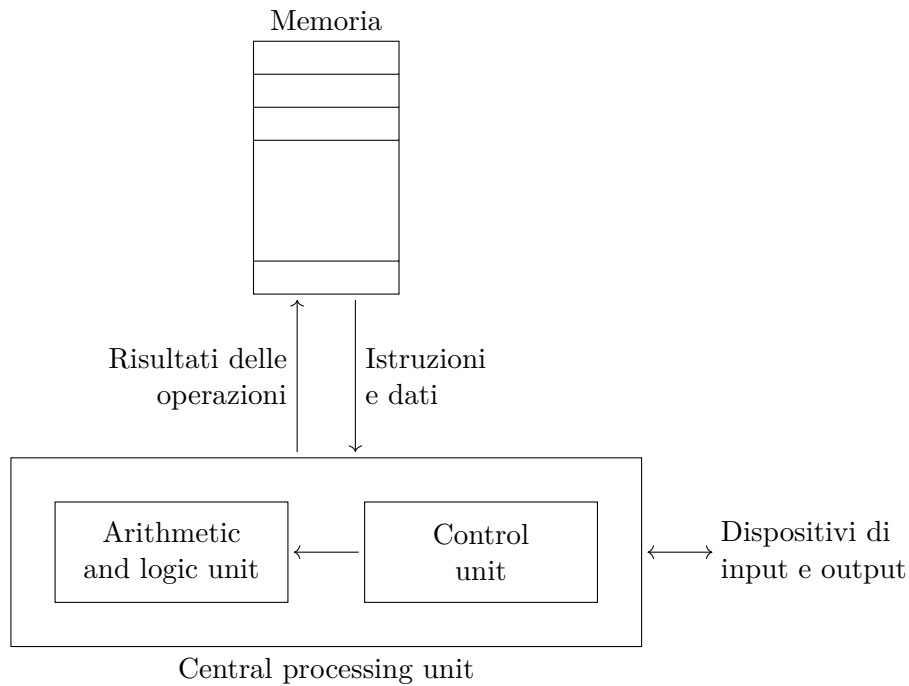 Memoria
Risultati delle
operazioni
Istruzioni
e dati
Arithmetic
and logic unit
Control
unit
Dispositivi di
input e output
Central processing unit